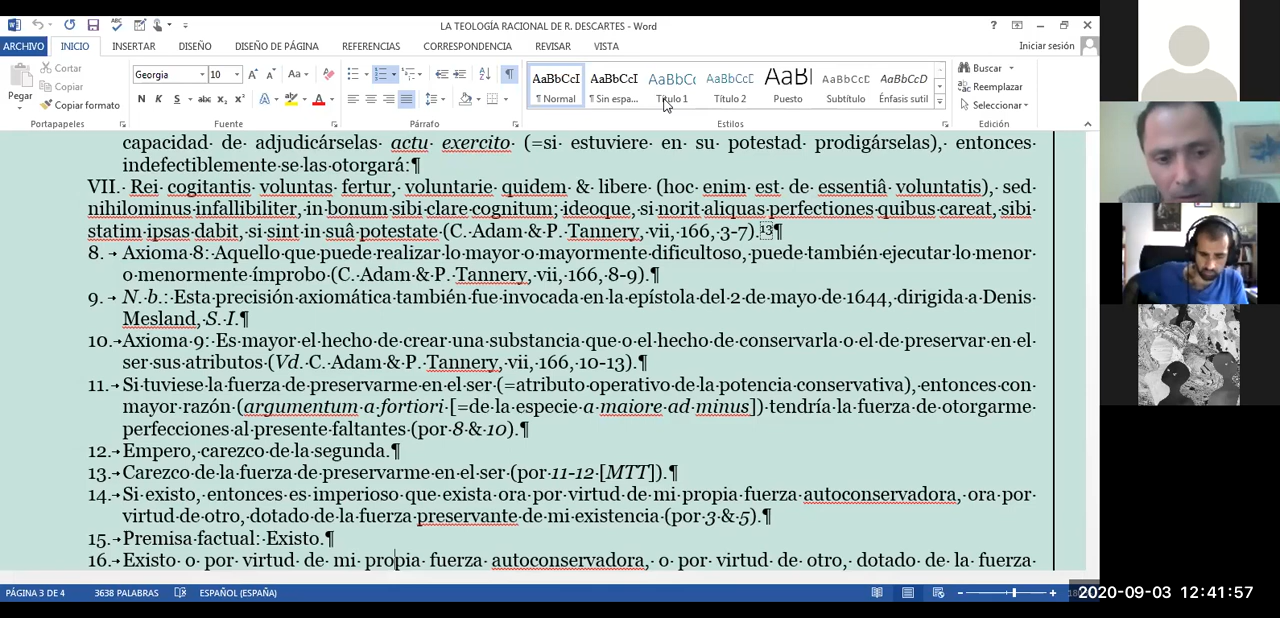 LA TEOLOGÍA RACIONAL DE R. DESCARTES - Word
ARCHIVO INICIO INSERTAR DISEÑO DISEÑO DE PÁGINA REFERENCIAS CORRESPONDENCIA REVISAR VISTA Iniciar sesión
Pegar
Cortar
Copiar
Copiar formato
Portapapeles
Georgia 10
Fuente
Párrafo
AaBbCcI AaBbCcI AaBbCc AaBbCcD AaBl AaBbCcD AaBbCcD
¶ Normal ¶ Sin espa... Título 1 Título 2 Puesto Subtítulo Énfasis sutil
Estilos
Buscar
Reemplazar
Seleccionar
Edición
capacidad de adjudicárselas actu exercito (=si estuviere en su potestad prodigárselas), entonces
indefectiblemente se las otorgará:¶
VII. Rei cogitantis voluntas fertur, voluntarie quidem & libere (hoc enim est de essentiâ voluntatis), sed
nihilominus infallibiliter, in bonum sibi clare cognitum; ideoque, si norit aliquas perfectiones quibus careat, sibi
statim ipsas dabit, si sint in suâ potestate (C. Adam & P. Tannery, vii, 166, 3-7).13¶
8. Axioma 8: Aquello que puede realizar lo mayor o mayormente dificultoso, puede también ejecutar lo menor
o menormente ímprobo (C. Adam & P. Tannery, vii, 166, 8-9).¶
9. N. b.: Esta precisión axiomática también fue invocada en la epístola del 2 de mayo de 1644, dirigida a Denis
Mesland, S. I.¶
10. Axioma 9: Es mayor el hecho de crear una substancia que o el hecho de conservarla o el de preservar en el
ser sus atributos (Vd. C. Adam & P. Tannery, vii, 166, 10-13).¶
11. Si tuviese la fuerza de preservarme en el ser (=atributo operativo de la potencia conservativa), entonces con
mayor razón (argumentum a fortiori [=de la especie a maiore ad minus]) tendría la fuerza de otorgarme
perfecciones al presente faltantes (por 8 & 10).¶
12. Empero, carezco de la segunda.¶
13. Carezco de la fuerza de preservarme en el ser (por 11-12 [MTT]).¶
14. Si existo, entonces es imperioso que exista ora por virtud de mi propia fuerza autoconservadora, ora por
virtud de otro, dotado de la fuerza preservante de mi existencia (por 3 & 5).¶
15. Premisa factual: Existo.¶
16. Existo o por virtud de mi propia fuerza autoconservadora, o por virtud de otro, dotado de la fuerza
PÁGINA 3 DE 4 3638 PALABRAS ESPAÑOL (ESPAÑA)
2020-09-03 12:41:57